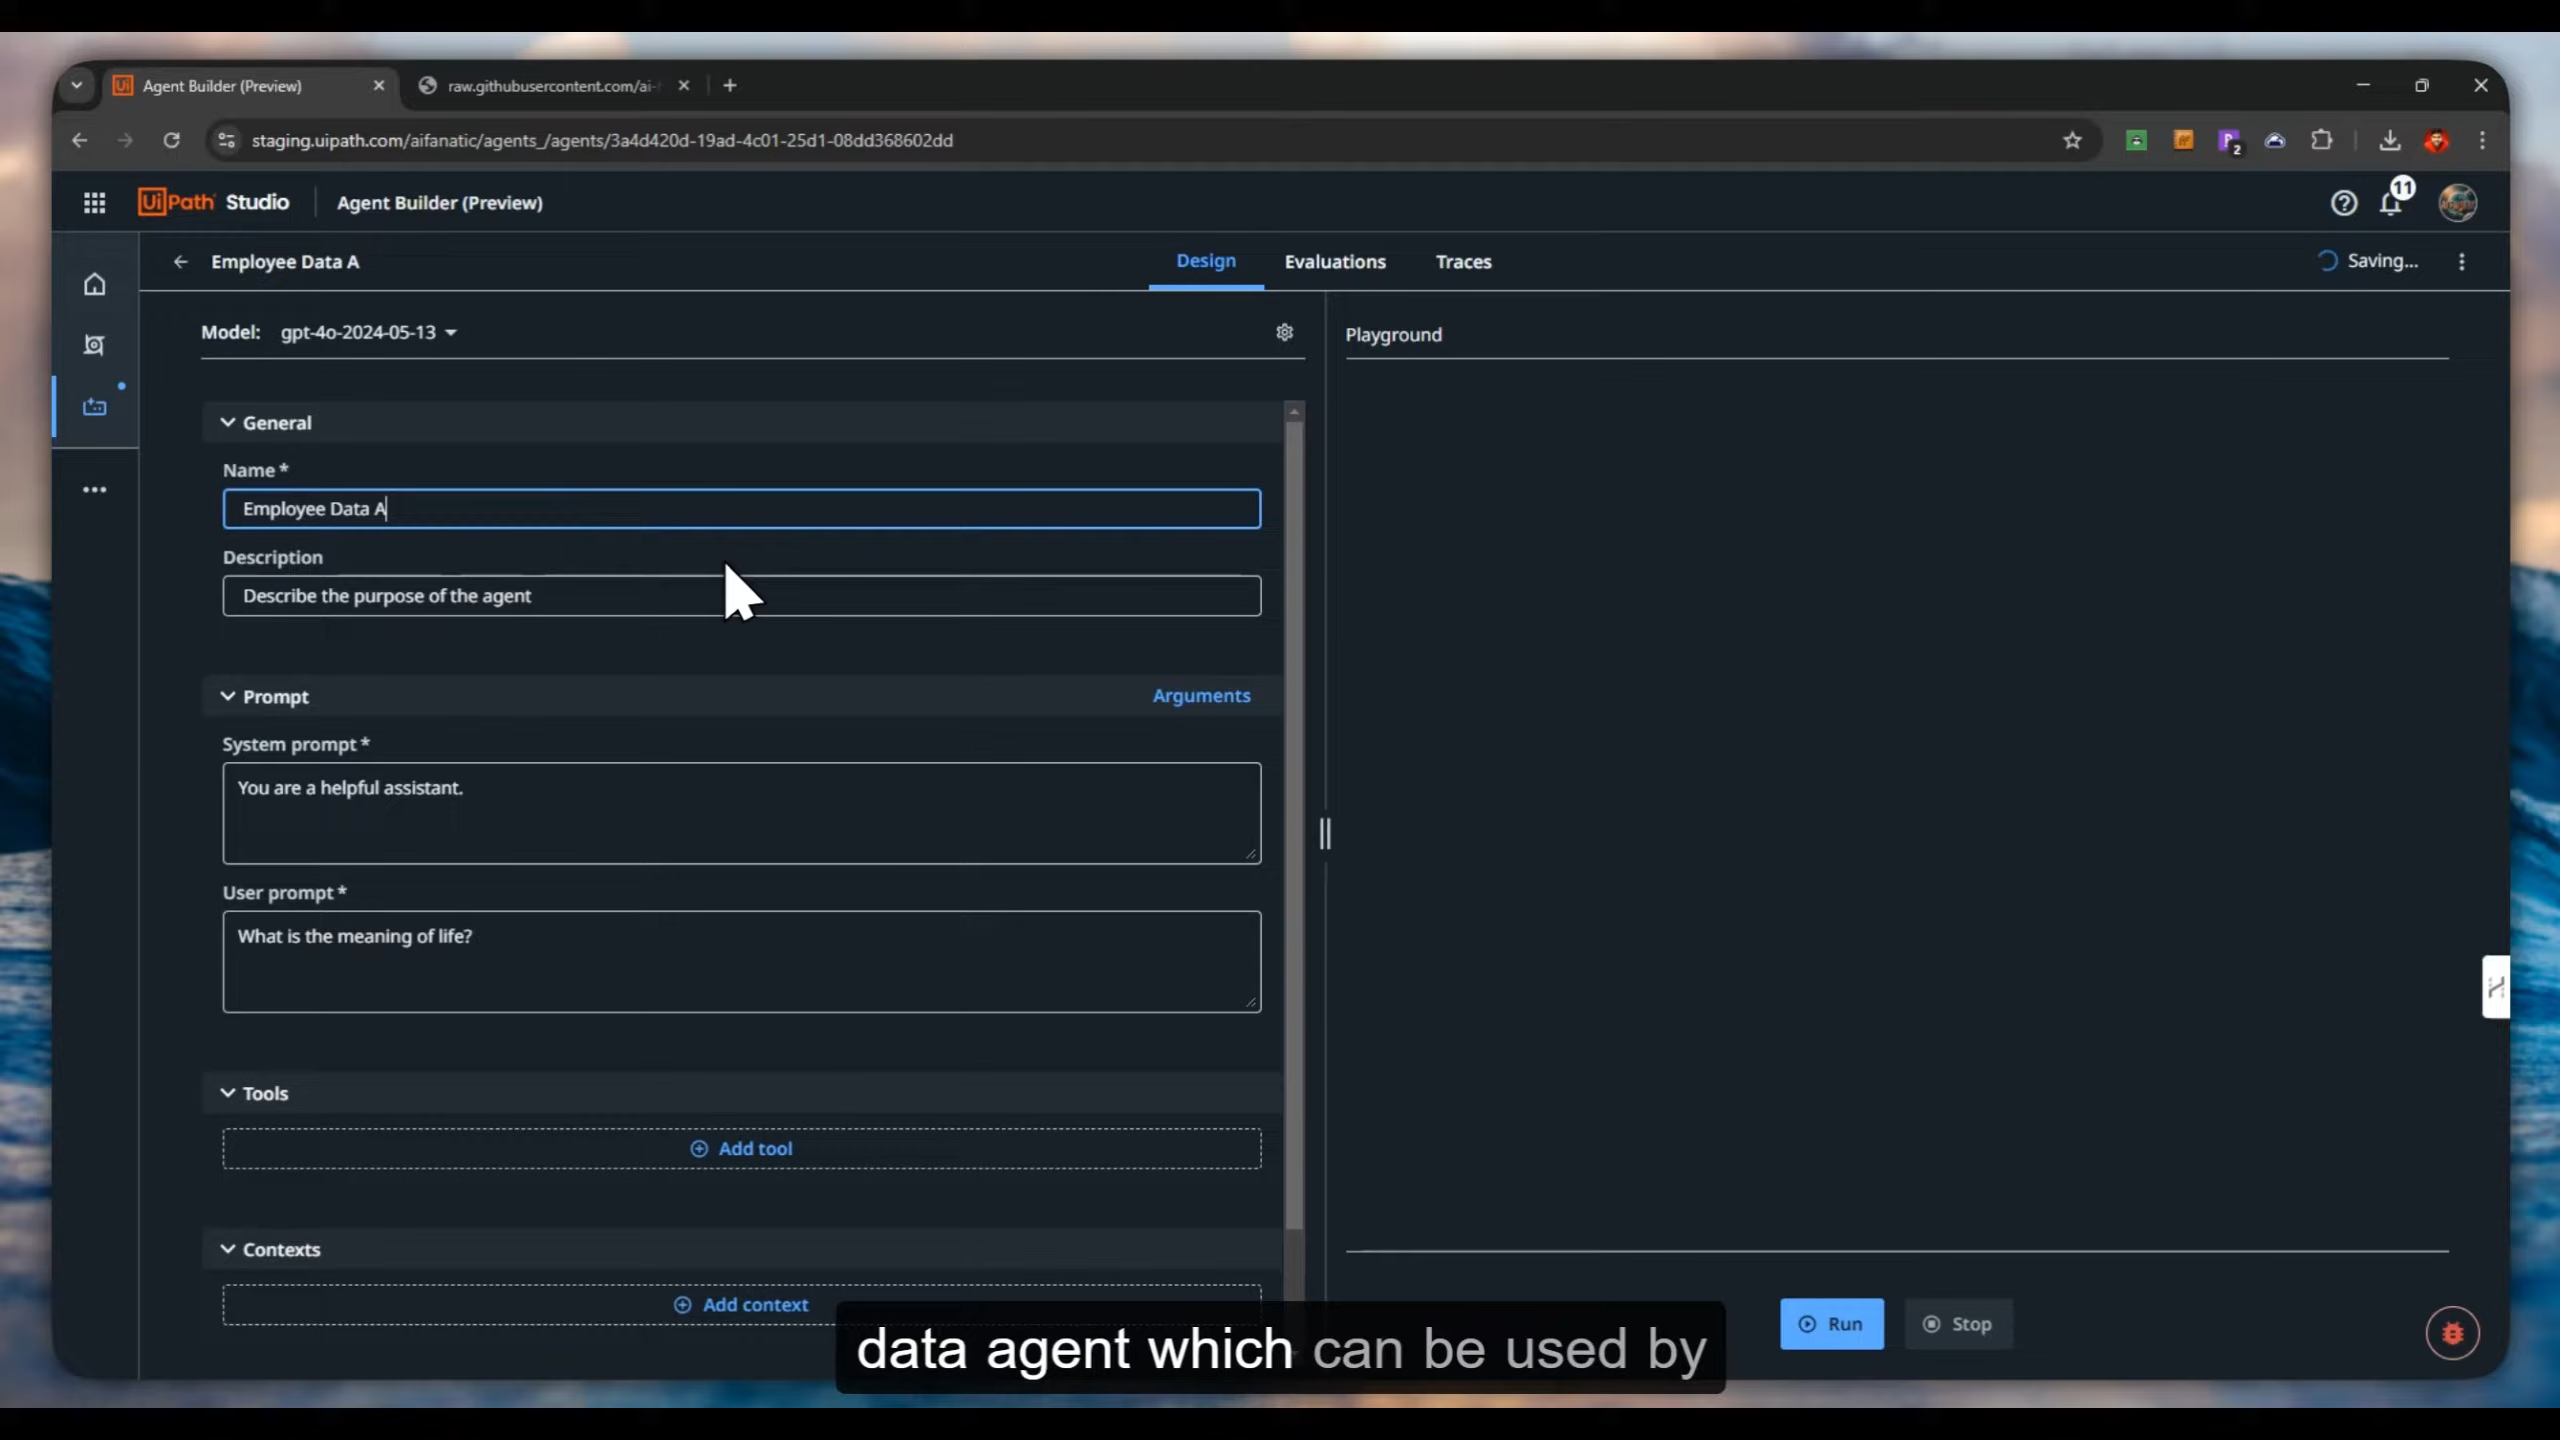 Agent Builder (Preview)
raw.githubusercontent.com/ai-
staging.uipath.com/aifanatic/agents_/agents/3a4d420d-19ad-4c01-25d1-08dd368602dd
2
UiPath Studio
Agent Builder (Preview)
11
Employee Data A
Design
Evaluations
Traces
Saving...
Model: gpt-4o-2024-05-13
Playground
General
Name *
Employee Data A
Description
Describe the purpose of the agent
Prompt
Arguments
System prompt *
You are a helpful assistant.
User prompt *
What is the meaning of life?
Tools
Add tool
Contexts
Add context
Run
Stop
data agent which can be used by